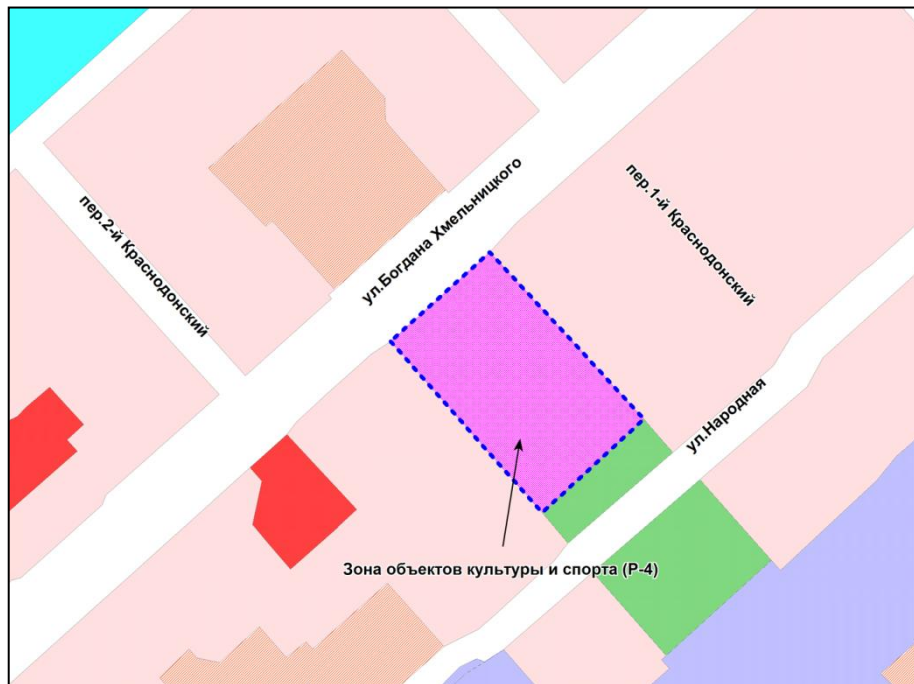 ул.Богдана Хмельницкого
пер.1-й Краснодонский
пер.2-й Краснодонский
ул.Народная
Зона объектов культуры и спорта (Р-4)